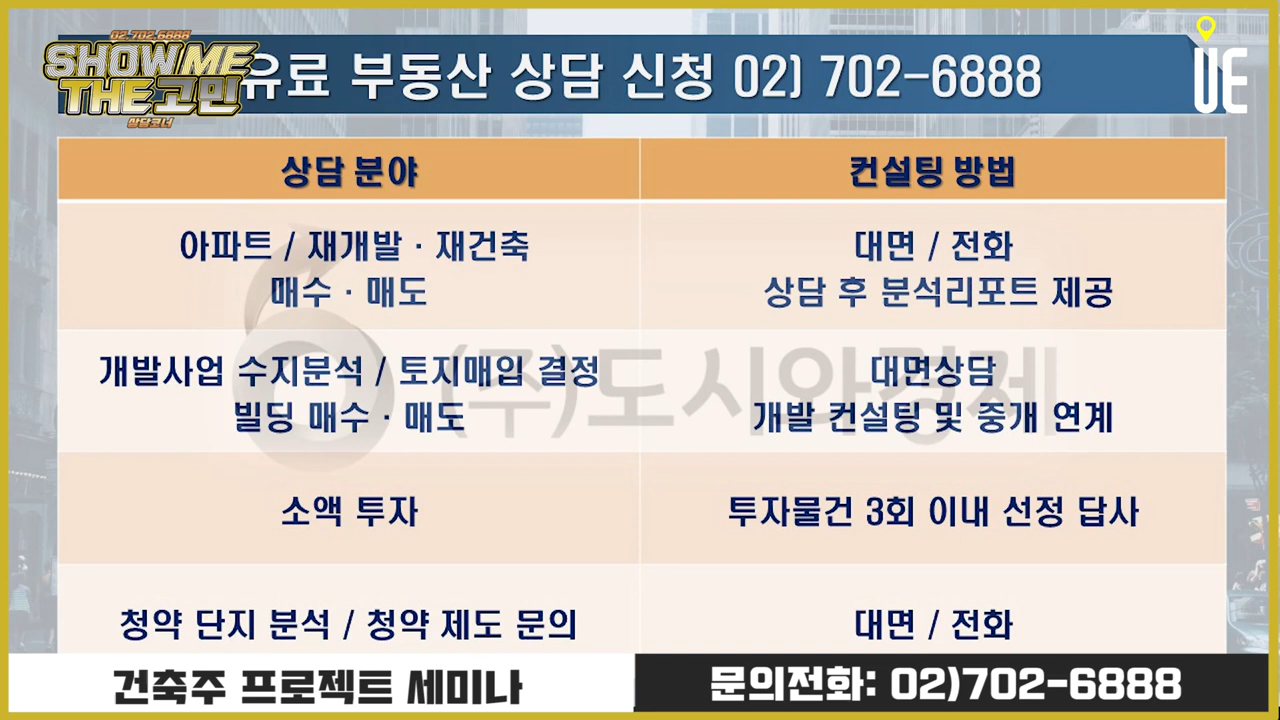 02.702.6888
SHOW ME
THE 고민
상담코너
유료 부동산 상담 신청 02) 702-6888
UE
상담 분야
컨설팅 방법
아파트 / 재개발 · 재건축
매수 · 매도
대면 / 전화
상담 후 분석리포트 제공
개발사업 수지분석 / 토지매입 결정
빌딩 매수 · 매도
대면상담
개발 컨설팅 및 중개 연계
(주)도시와경제
소액 투자
투자물건 3회 이내 선정 답사
청약 단지 분석 / 청약 제도 문의
대면 / 전화
건축주 프로젝트 세미나
문의전화: 02)702-6888